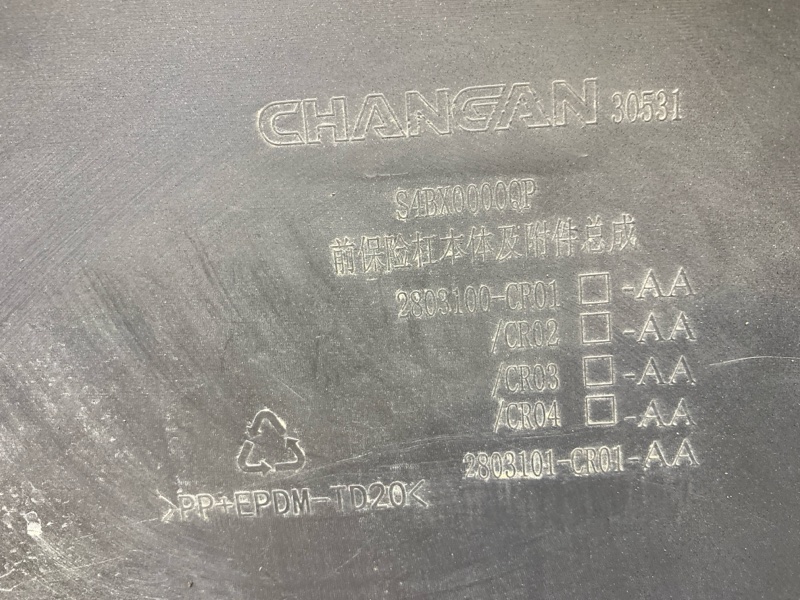 CHANGAN 30531
S4BX00000QP
前保险杠本体及附件总成
2803100-CR01 □-AA
/CR02 □-AA
/CR03 □-AA
/CR04 □-AA
2803101-CR01-AA
>PP+EPDM-TD20<